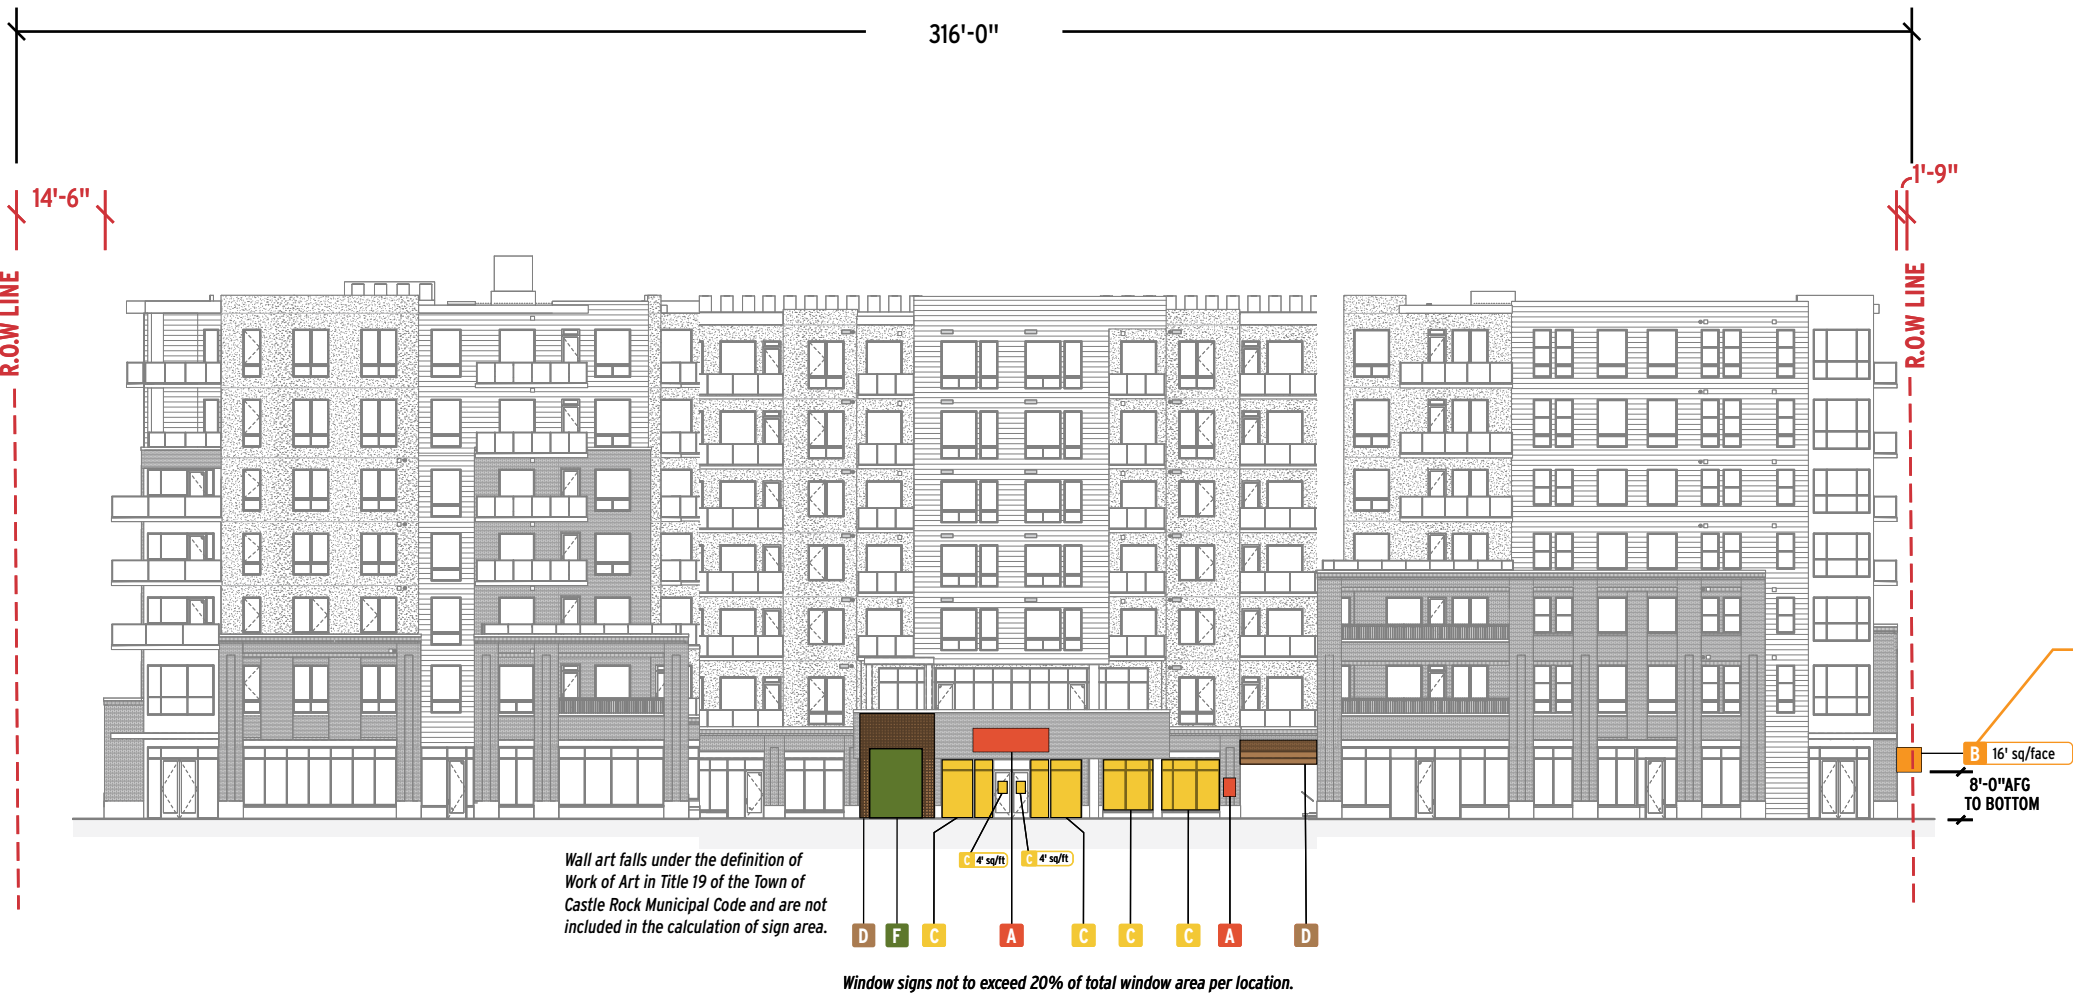 316'-0"
14'-6"
1'-9"
R.O.W LINE
R.O.W LINE
B 16' sq/face
8'-0"AFG
TO BOTTOM
C 4' sq/ft
C 4' sq/ft
Wall art falls under the definition of
Work of Art in Title 19 of the Town of
Castle Rock Municipal Code and are not
included in the calculation of sign area.
D F C A C C C A D
Window signs not to exceed 20% of total window area per location.